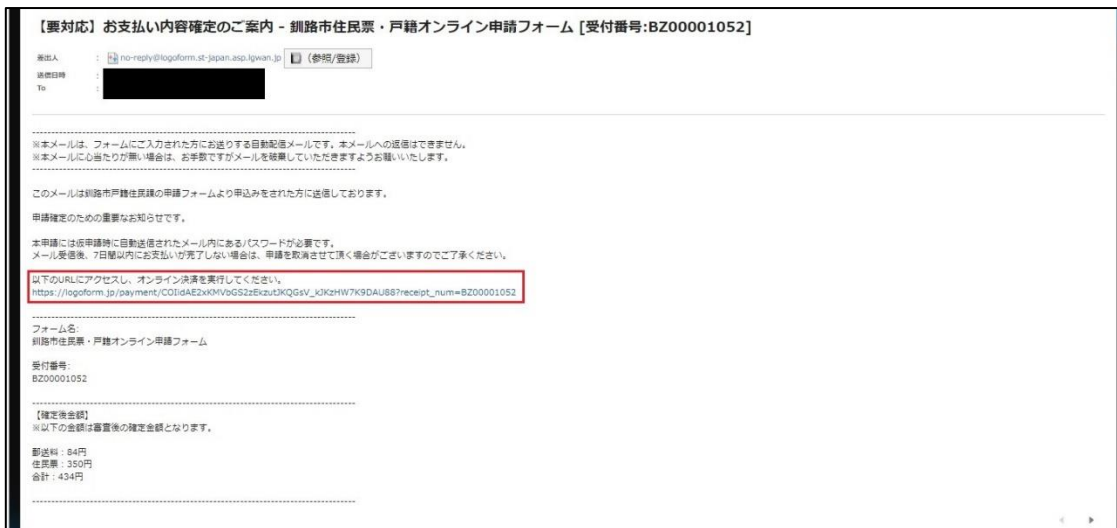 【要対応】お支払い内容確定のご案内 - 釧路市住民票・戸籍オンライン申請フォーム [受付番号:BZ00001052]
差出人 : no-reply@logoform.st-japan.asp.lgwan.jp (参照/登録)
送信日時 :
To :
----------------------------------------------------------------------
※本メールは、フォームにご入力された方にお送りする自動配信メールです。本メールへの返信はできません。
※本メールに心当たりが無い場合は、お手数ですがメールを破棄していただきますようお願いいたします。
----------------------------------------------------------------------
このメールは釧路市戸籍住民課の申請フォームより申込みをされた方に送信しております。
申請確定のための重要なお知らせです。
本申請には仮申請時に自動送信されたメール内にあるパスワードが必要です。
メール受信後、7日間以内にお支払いが完了しない場合は、申請を取消させて頂く場合がございますのでご了承ください。
以下のURLにアクセスし、オンライン決済を実行してください。
https://logoform.jp/payment/COIidAE2xKMVbGS2zEkzutJKQGsV_kJKzHW7K9DAU88?receipt_num=BZ00001052
----------------------------------------------------------------------
フォーム名:
釧路市住民票・戸籍オンライン申請フォーム
受付番号:
BZ00001052
----------------------------------------------------------------------
【確定後金額】
※以下の金額は審査後の確定金額となります。
郵送料：84円
住民票：350円
合計：434円
----------------------------------------------------------------------